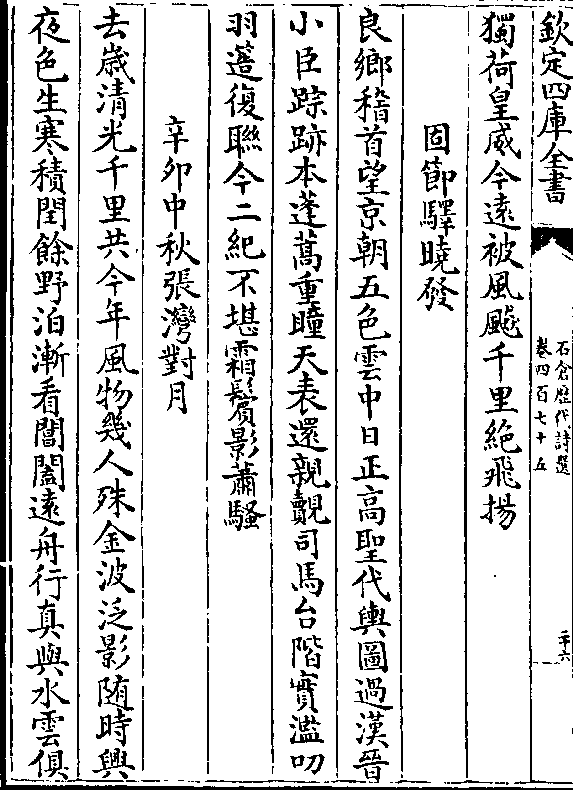 欽定四庫全書
石倉歷代詩選
卷四百七十五
二十六
獨荷皇威今遠被風飈千里絶飛揚
固節驛曉發
良鄉稽首望京朝五色雲中日正高聖代輿圖過漢晉
小臣踪跡本蓬蒿重瞳天表還親覿司馬台階實濫叨
羽蓋復聯今二紀不堪霜鬢影蕭騷
辛卯中秋張灣對月
去歲清光千里共今年風物幾人殊金波泛影随時興
夜色生寒積閏餘野泊漸看閶闔遠舟行真與水雲俱